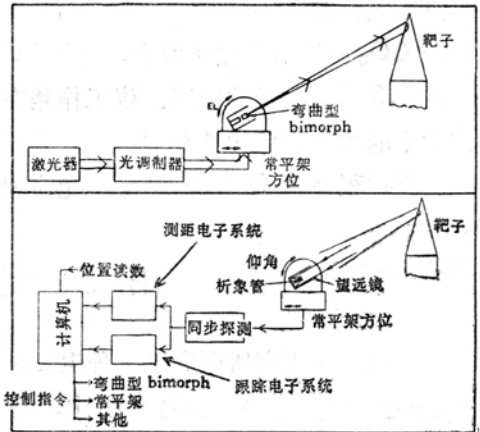 靶子
EL
弯曲型
bimorph
激光器
光调制器
常平架
方位
靶子
测距电子系统
仰角
位置读数
析象管
望远镜
计算机
同步探测
常平架方位
弯曲型 bimorph
跟踪电子系统
控制指令
常平架
其他